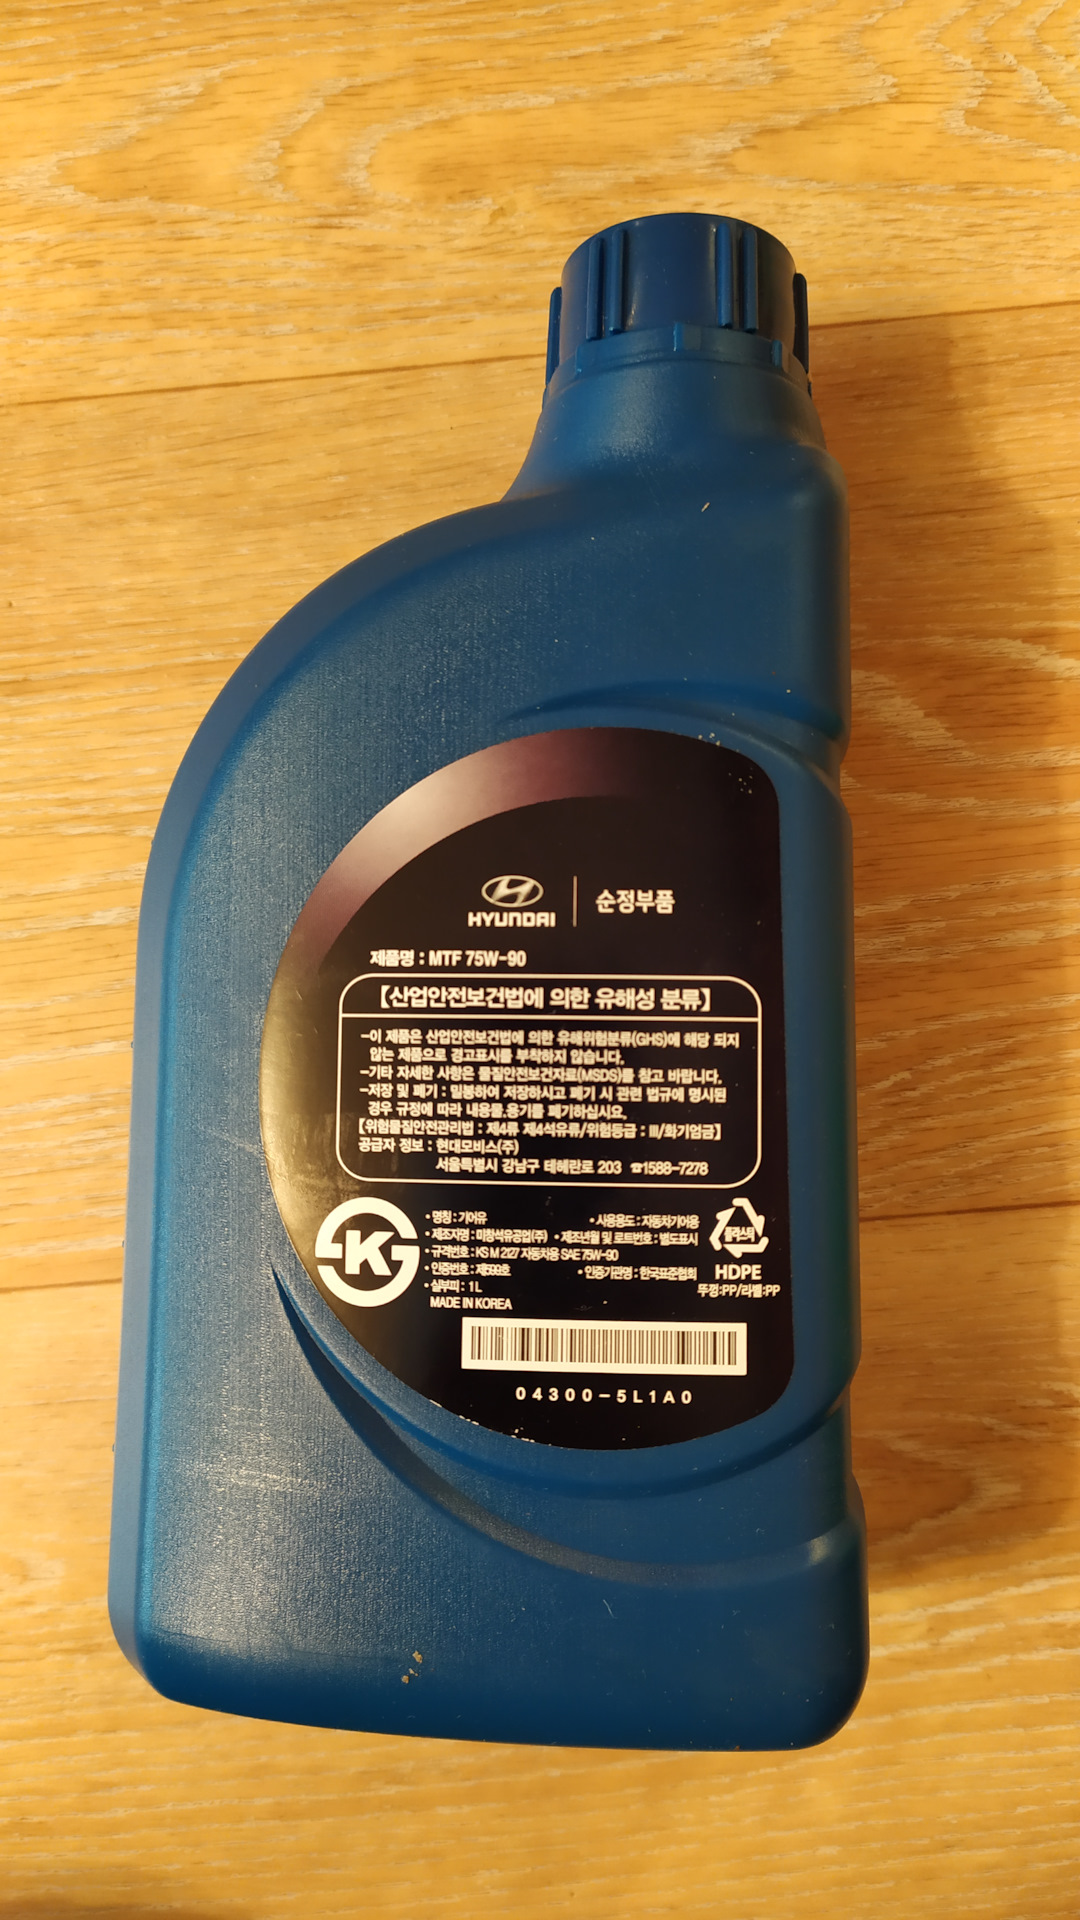 HYUNDAI 순정부품
제품명 : MTF 75W-90
【산업안전보건법에 의한 유해성 분류】
-이 제품은 산업안전보건법에 의한 유해위험분류(GHS)에 해당 되지
않는 제품으로 경고표시를 부착하지 않습니다.
-기타 자세한 사항은 물질안전보건자료(MSDS)를 참고 바랍니다.
-저장 및 폐기 : 밀봉하여 저장하시고 폐기 시 관련 법규에 명시된
경우 규정에 따라 내용물,용기를 폐기하십시요.
【위험물질안전관리법 : 제4류 제4석유류/위험등급 : III/화기엄금】
공급자 정보 : 현대모비스(주)
서울특별시 강남구 테헤란로 203 ☎1588-7278
K
• 명칭 : 기어유 • 사용용도 : 자동차기어용
• 제조자명 : 미창석유공업(주) • 제조년월 및 로트번호 : 별도표시
• 규격번호 : KS M 2127 자동차용 SAE 75W-90
• 인증번호 : 제599호 • 인증기관명 : 한국표준협회
• 실부피 : 1 L
MADE IN KOREA
플라스틱
HDPE
뚜껑:PP/라벨:PP
04300-5L1A0